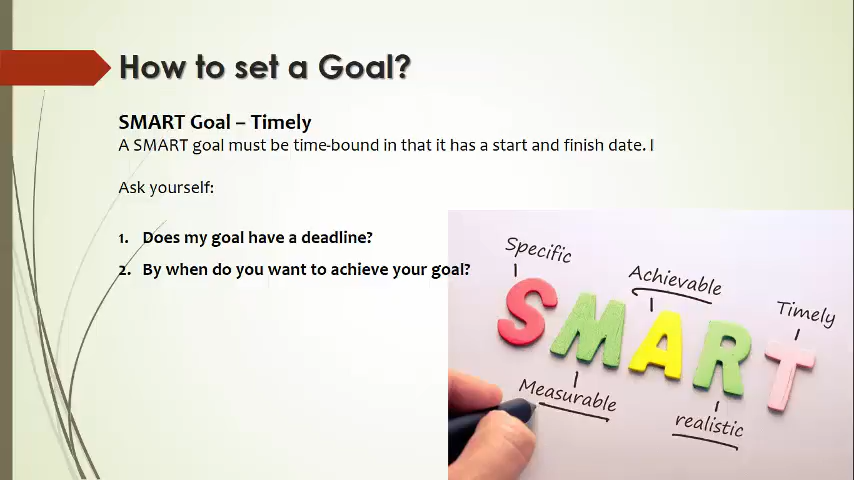 How to set a Goal?
SMART Goal – Timely
A SMART goal must be time-bound in that it has a start and finish date. I
Ask yourself:
1. Does my goal have a deadline?
2. By when do you want to achieve your goal?
Specific
Achievable
Timely
SMART
Measurable
realistic